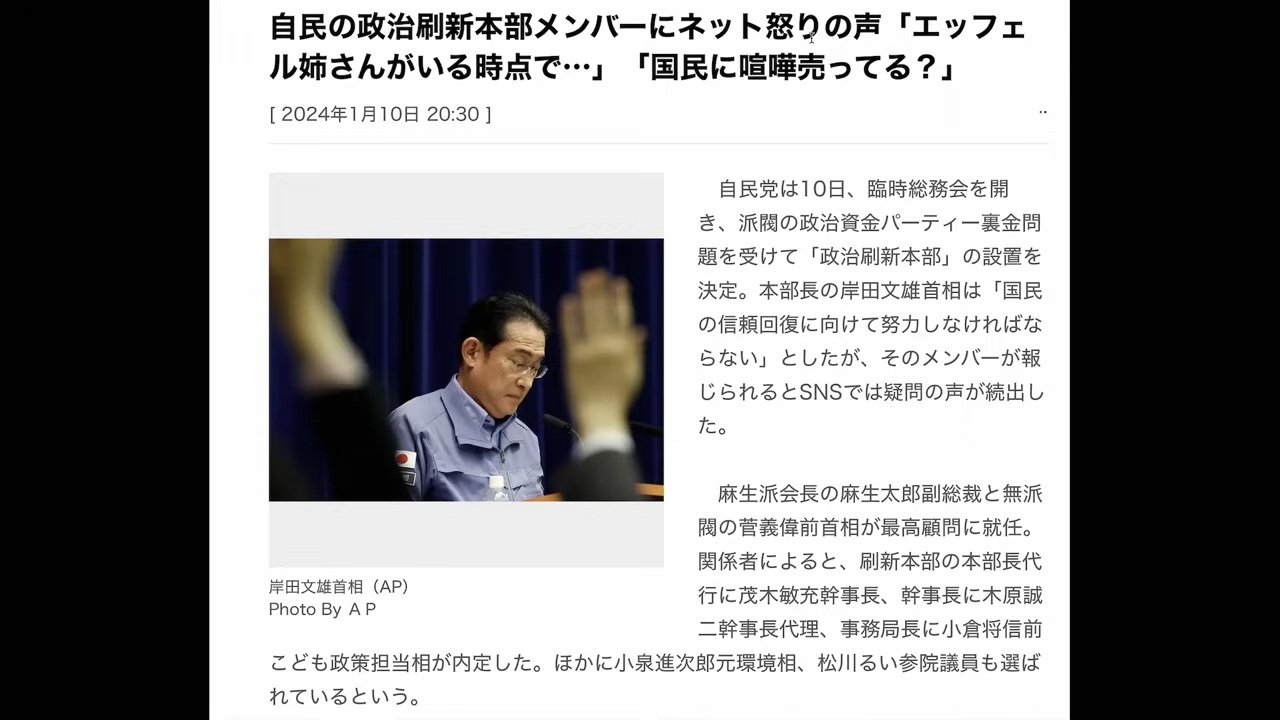 自民の政治刷新本部メンバーにネット怒りの声「エッフェ
ル姉さんがいる時点で…」「国民に喧嘩売ってる？」
[ 2024年1月10日 20:30 ]
自民党は10日、臨時総務会を開
き、派閥の政治資金パーティー裏金問
題を受けて「政治刷新本部」の設置を
決定。本部長の岸田文雄首相は「国民
の信頼回復に向けて努力しなければな
らない」としたが、そのメンバーが報
じられるとSNSでは疑問の声が続出し
た。
麻生派会長の麻生太郎副総裁と無派
閥の菅義偉前首相が最高顧問に就任。
関係者によると、刷新本部の本部長代
行に茂木敏充幹事長、幹事長に木原誠
二幹事長代理、事務局長に小倉将信前
こども政策担当相が内定した。ほかに小泉進次郎元環境相、松川るい参院議員も選ば
れているという。
岸田文雄首相（AP）
Photo By ＡＰ